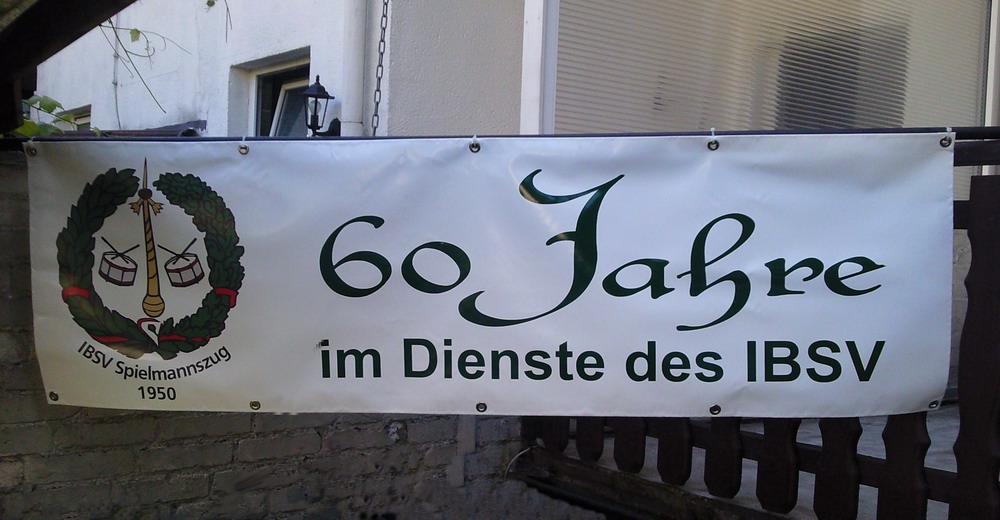 IBSV Spielmannszug
1950
60 Jahre
im Dienste des IBSV